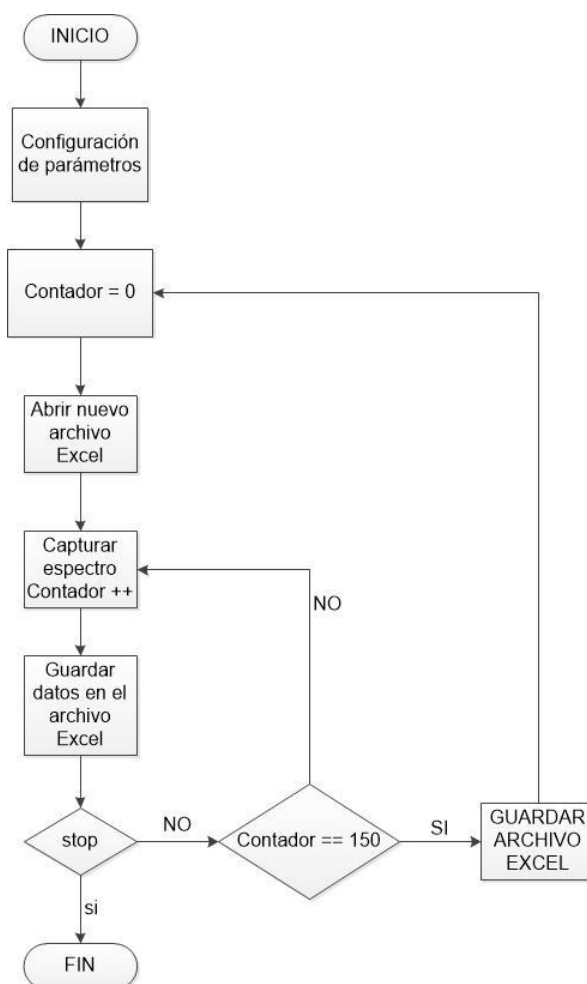 INICIO
Configuración
de parámetros
Contador = 0
Abrir nuevo
archivo
Excel
Capturar
espectro
Contador ++
NO
Guardar
datos en el
archivo
Excel
stop
NO
Contador == 150
SI
GUARDAR
ARCHIVO
EXCEL
si
FIN